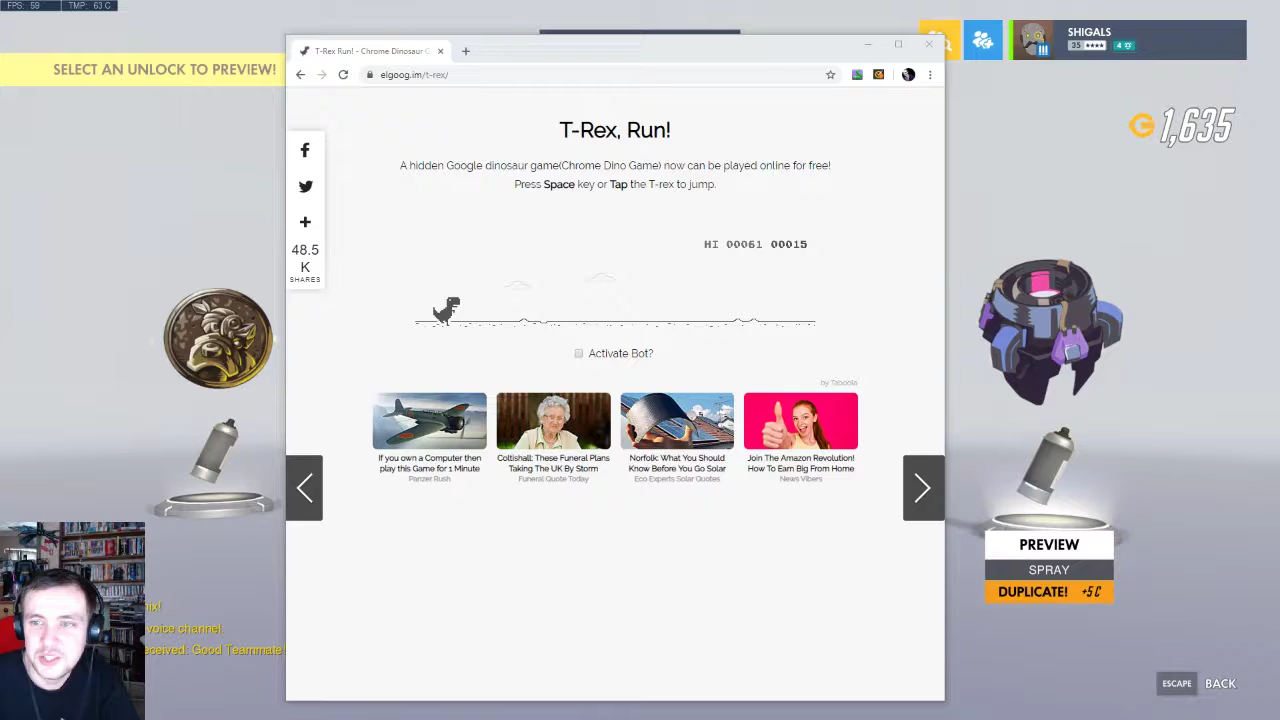 FPS: 59 TMP: 63 C
SELECT AN UNLOCK TO PREVIEW!
T-Rex Run! - Chrome Dinosaur G
elgoog.im/t-rex/
SHIGALS
35
4
1,635
T-Rex, Run!
A hidden Google dinosaur game(Chrome Dino Game) now can be played online for free!
Press Space key or Tap the T-rex to jump.
48.5
K
SHARES
HI 00061 00015
Activate Bot?
by Taboola
If you own a Computer then
play this Game for 1 Minute
Panzer Rush
Coltishall: These Funeral Plans
Taking The UK By Storm
Funeral Quote Today
Norfolk: What You Should
Know Before You Go Solar
Eco Experts Solar Quotes
Join The Amazon Revolution!
How To Earn Big From Home
News Vibers
PREVIEW
SPRAY
DUPLICATE! +5 C
voice channel.
Good Teammate!
ESCAPE BACK